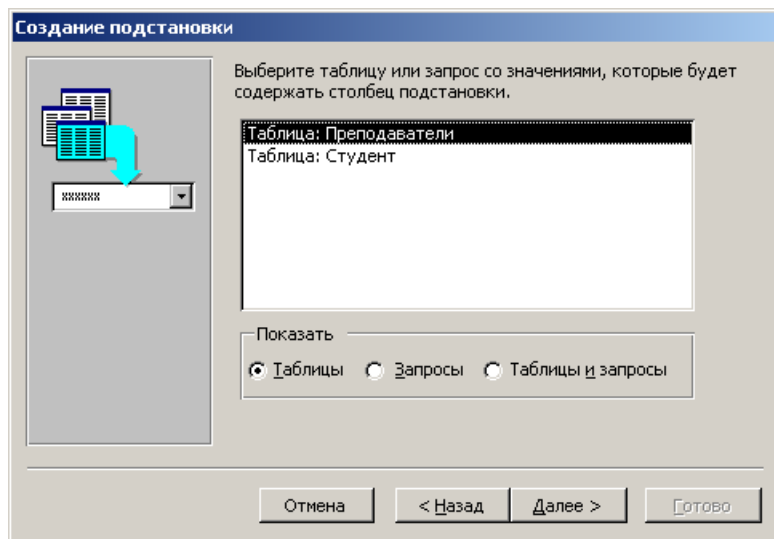 Создание подстановки
Выберите таблицу или запрос со значениями, которые будет
содержать столбец подстановки.
Таблица: Преподаватели
Таблица: Студент
xxxxxx
Показать
Таблицы Запросы Таблицы и запросы
Отмена < Назад Далее > Готово